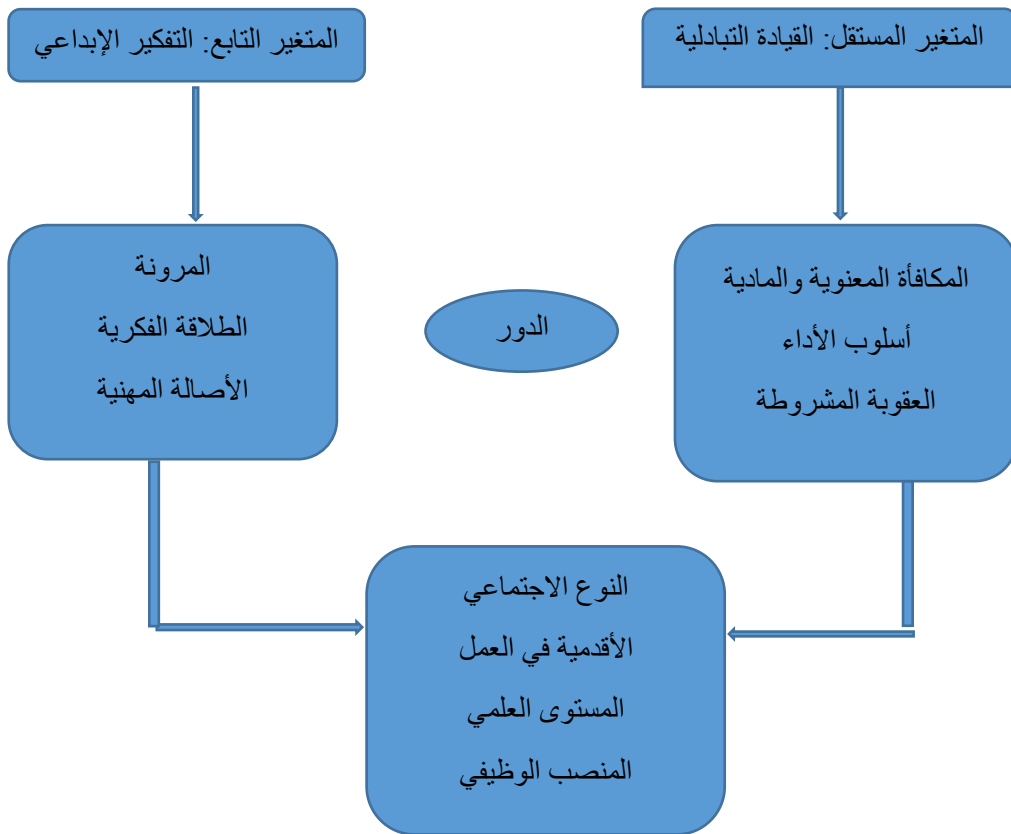 المتغير المستقل: القيادة التبادلية
المتغير التابع: التفكير الإبداعي
المكافأة المعنوية والمادية
أسلوب الأداء
العقوبة المشروطة
الدور
المرونة
الطلاقة الفكرية
الأصالة المهنية
النوع الاجتماعي
الأقدمية في العمل
المستوى العلمي
المنصب الوظيفي